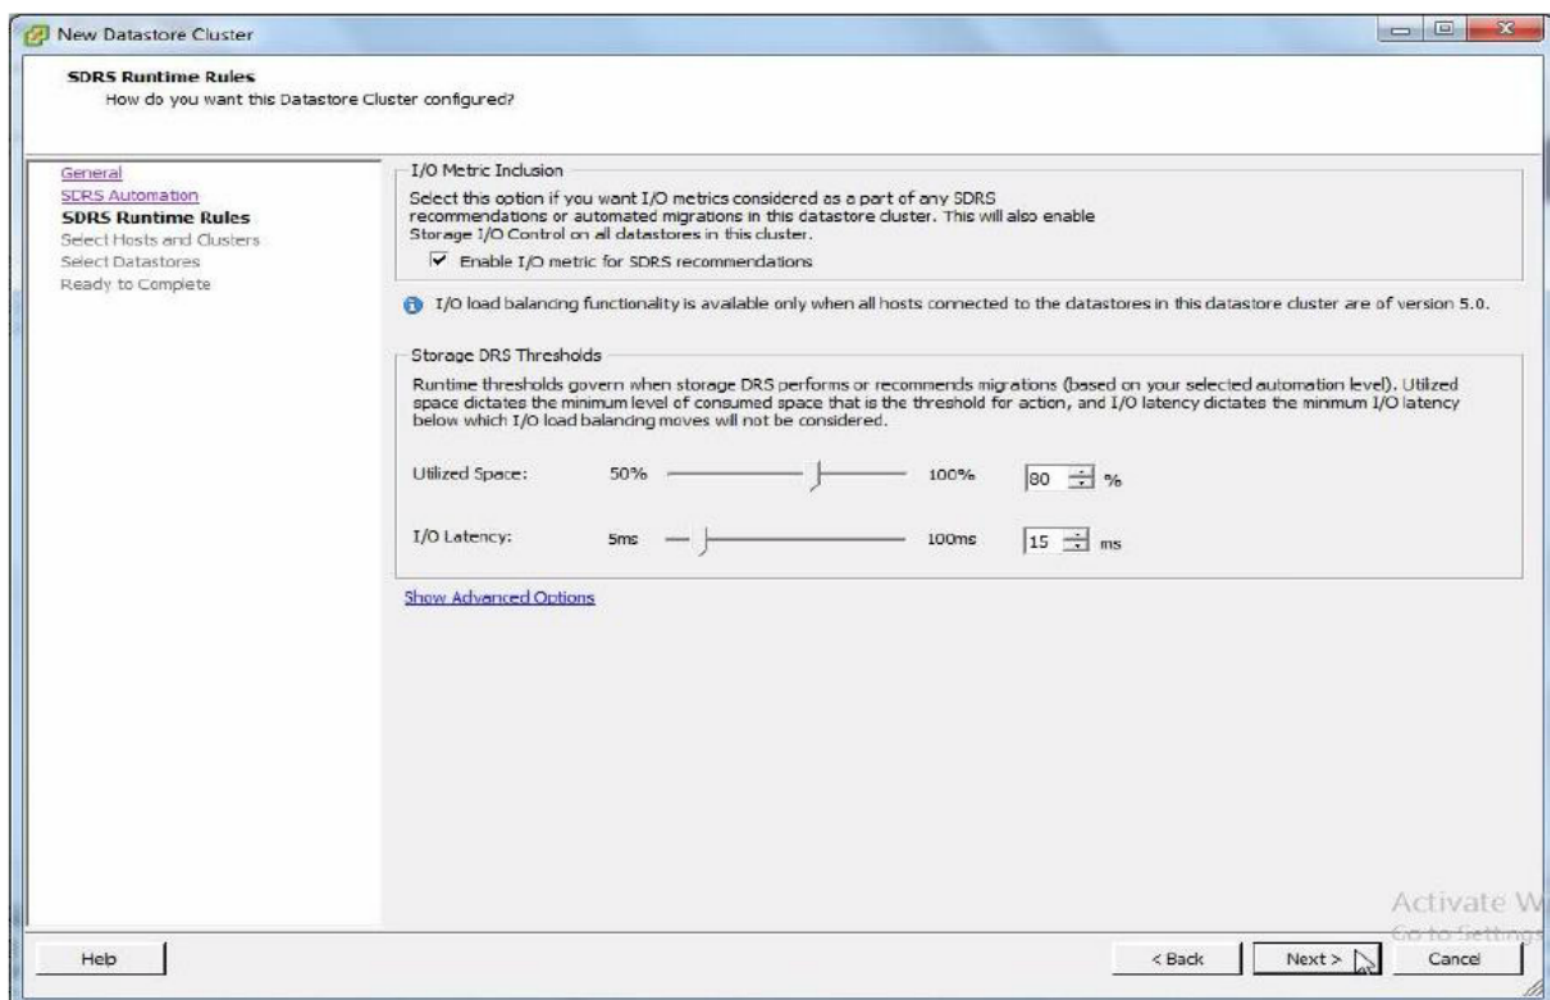 New Datastore Cluster
SDRS Runtime Rules
How do you want this Datastore Cluster configured?
General
SDRS Automation
SDRS Runtime Rules
Select Hosts and Clusters
Select Datastores
Ready to Complete
I/O Metric Inclusion
Select this option if you want I/O metrics considered as a part of any SDRS
recommendations or automated migrations in this datastore cluster. This will also enable
Storage I/O Control on all datastores in this cluster.
Enable I/O metric for SDRS recommendations
I/O load balancing functionality is available only when all hosts connected to the datastores in this datastore cluster are of version 5.0.
Storage DRS Thresholds
Runtime thresholds govern when storage DRS performs or recommends migrations (based on your selected automation level). Utilized
space dictates the minimum level of consumed space that is the threshold for action, and I/O latency dictates the minimum I/O latency
below which I/O load balancing moves will not be considered.
Utilized Space: 50% 100% 80 %
I/O Latency: 5ms 100ms 15 ms
Show Advanced Options
Activate W
Go to Settings
Help < Back Next > Cancel